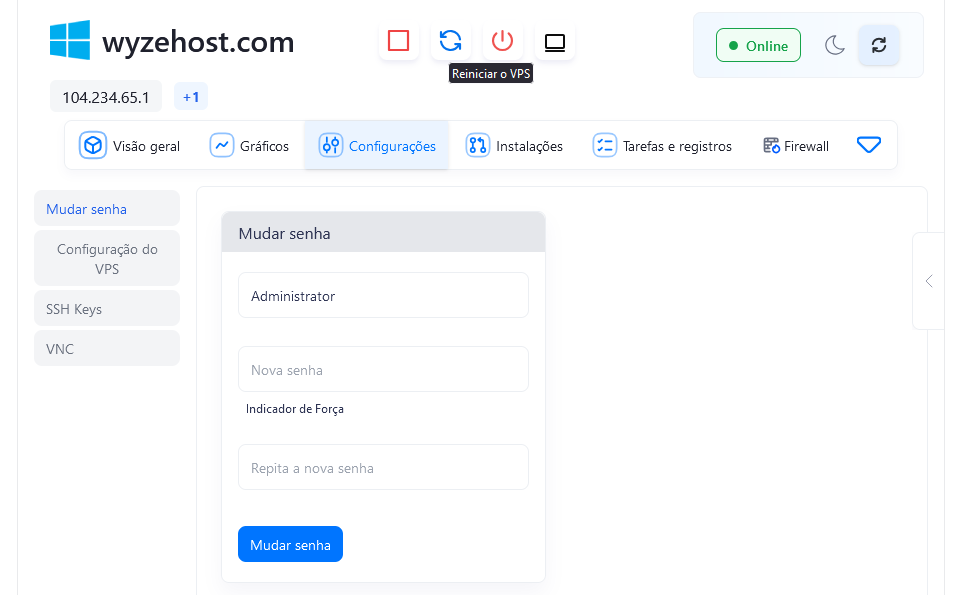 wyzehost.com
Online
Reiniciar o VPS
104.234.65.1
+1
Visão geral
Gráficos
Configurações
Instalações
Tarefas e registros
Firewall
Mudar senha
Configuração do
VPS
SSH Keys
VNC
Mudar senha
Administrator
Nova senha
Indicador de Força
Repita a nova senha
Mudar senha